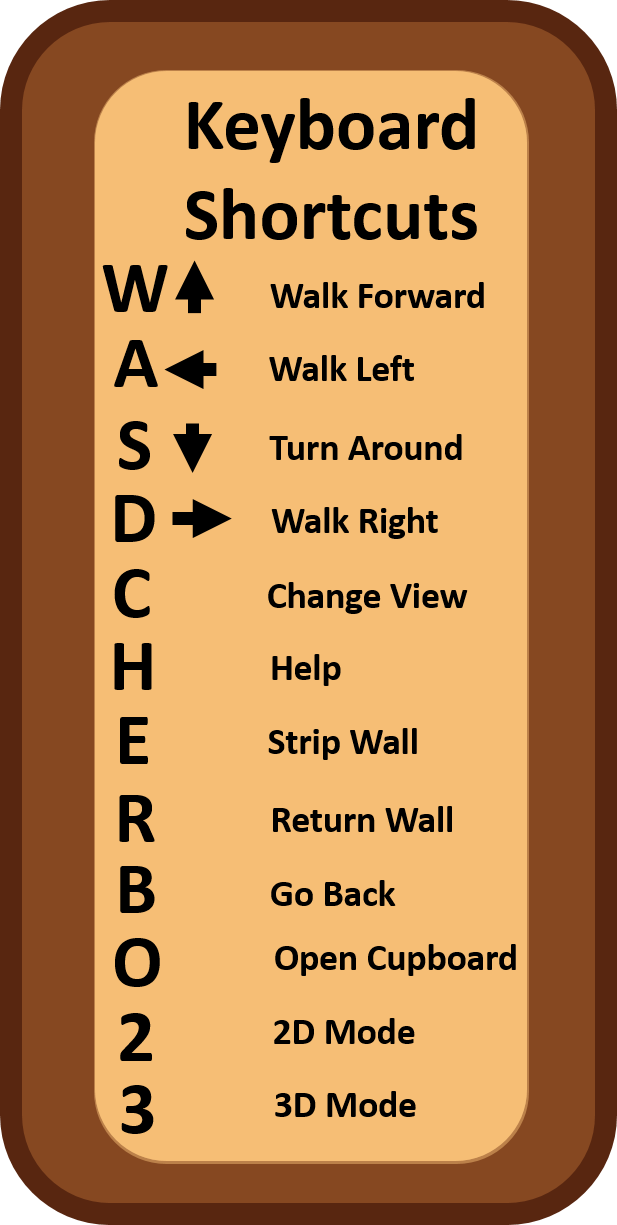 Keyboard
Shortcuts
W Walk Forward
A Walk Left
S Turn Around
D Walk Right
C Change View
H Help
E Strip Wall
R Return Wall
B Go Back
O Open Cupboard
2 2D Mode
3 3D Mode